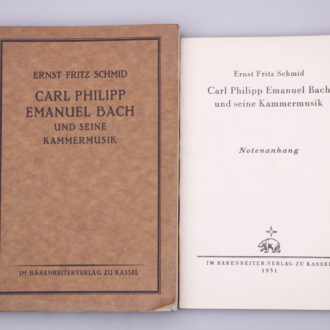 ERNST FRITZ SCHMID
CARL PHILIPP
EMANUEL BACH
UND SEINE
KAMMERMUSIK
IM BÄRENREITERVERLAG ZU KASSEL
Ernst Fritz Schmid
Carl Philipp Emanuel Bach
und seine Kammermusik
Notenanhang
IM BÄRENREITER-VERLAG ZU KASSEL
1931